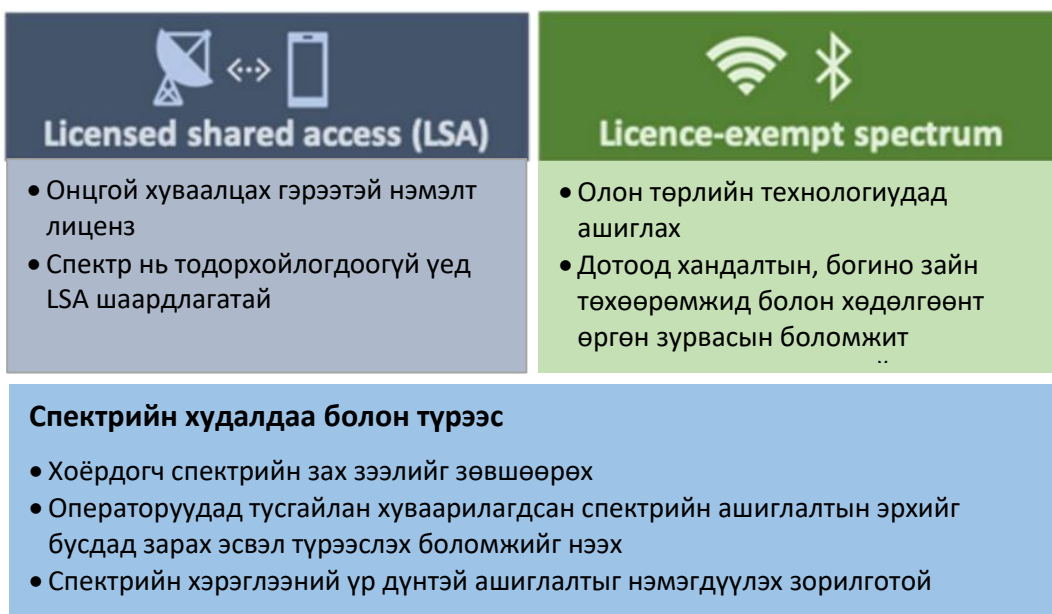 Licensed shared access (LSA)
• Онцгой хуваалцах гэрээтэй нэмэлт
лиценз
• Спектр нь тодорхойлогдоогүй үед
LSA шаардлагатай
Licence-exempt spectrum
• Олон төрлийн технологиудад
ашиглах
• Дотоод хандалтын, богино зайн
төхөөрөмжид болон хөдөлгөөнт
өргөн зурвасын боломжит
Спектрийн худалдаа болон түрээс
• Хоёрдогч спектрийн зах зээлийг зөвшөөрөх
• Операторуудад тусгайлан хуваарилагдсан спектрийн ашиглалтын эрхийг
бусдад зарах эсвэл түрээслэх боломжийг нээх
• Спектрийн хэрэглээний үр дүнтэй ашиглалтыг нэмэгдүүлэх зорилготой